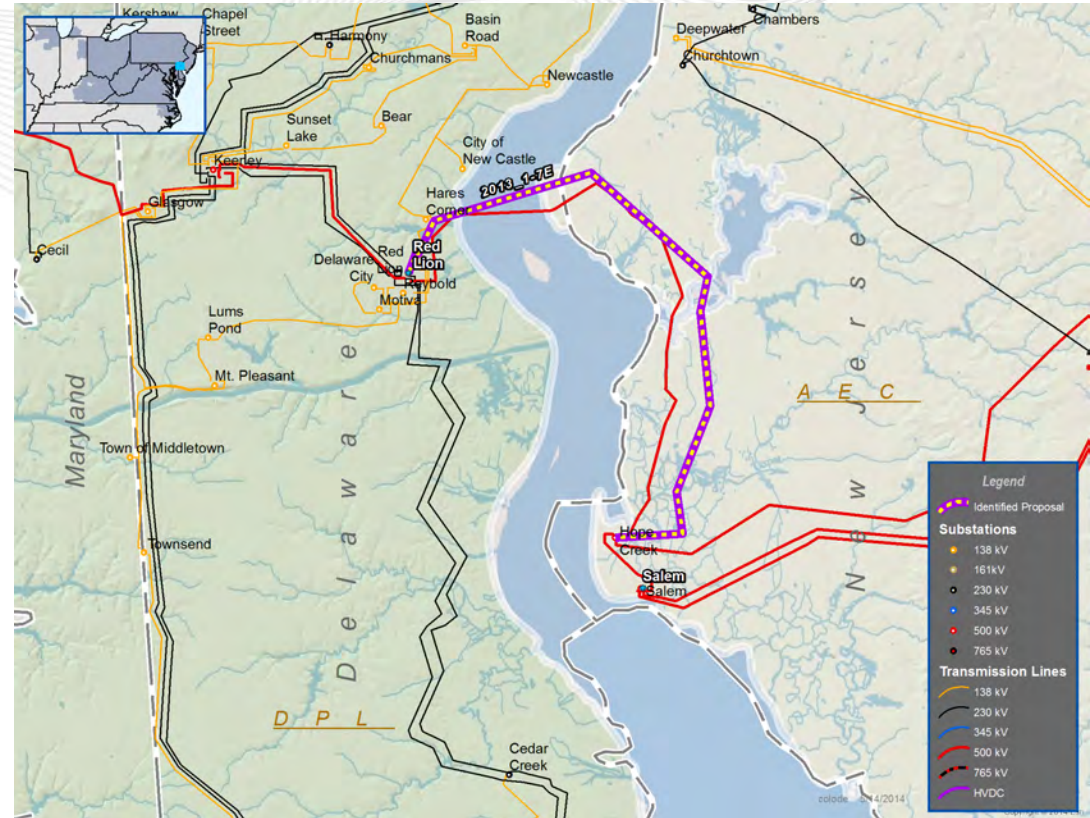 Kershaw
Chapel
Street
Harmony
Basin
Road
Churchmans
Newcastle
Deepwater
Chambers
Churchtown
Sunset
Lake
Bear
City of
New Castle
Keeney
2013_1-7E
Hares
Corner
Glasgow
Cecil
Red
Lion
Red
Lion
Delaware
City
Reybold
Motiva
Lums
Pond
Mt. Pleasant
Maryland
Delaware
New Jersey
A E C
Town of Middletown
Townsend
Hope
Creek
Salem
Salem
D P L
Cedar
Creek
Legend
Identified Proposal
Substations
138 kV
161kV
230 kV
345 kV
500 kV
765 kV
Transmission Lines
138 kV
230 kV
345 kV
500 kV
765 kV
HVDC